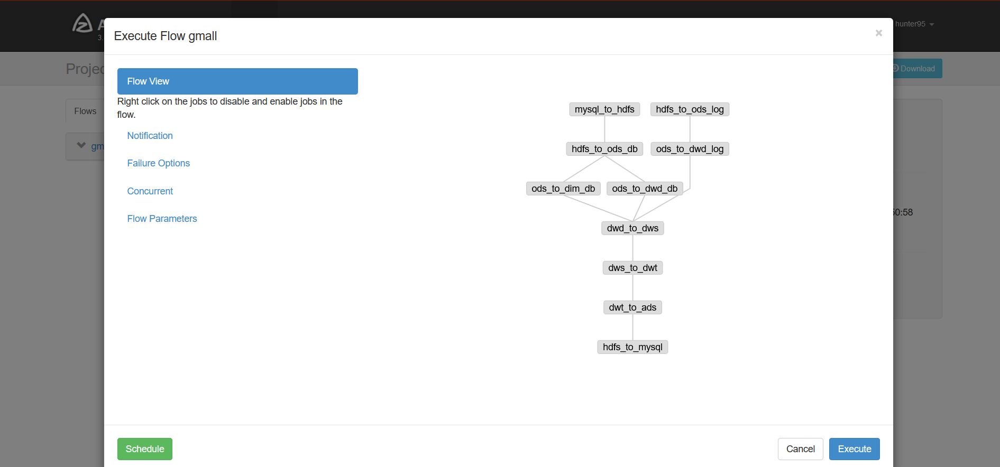 A
3.
hunter95
Execute Flow gmall
×
Projec
Download
Flow View
Right click on the jobs to disable and enable jobs in the
flow.
Flows
gm
Notification
Failure Options
Concurrent
Flow Parameters
mysql_to_hdfs
hdfs_to_ods_log
hdfs_to_ods_db
ods_to_dwd_log
ods_to_dim_db
ods_to_dwd_db
50:58
dwd_to_dws
dws_to_dwt
dwt_to_ads
hdfs_to_mysql
Schedule
Cancel
Execute